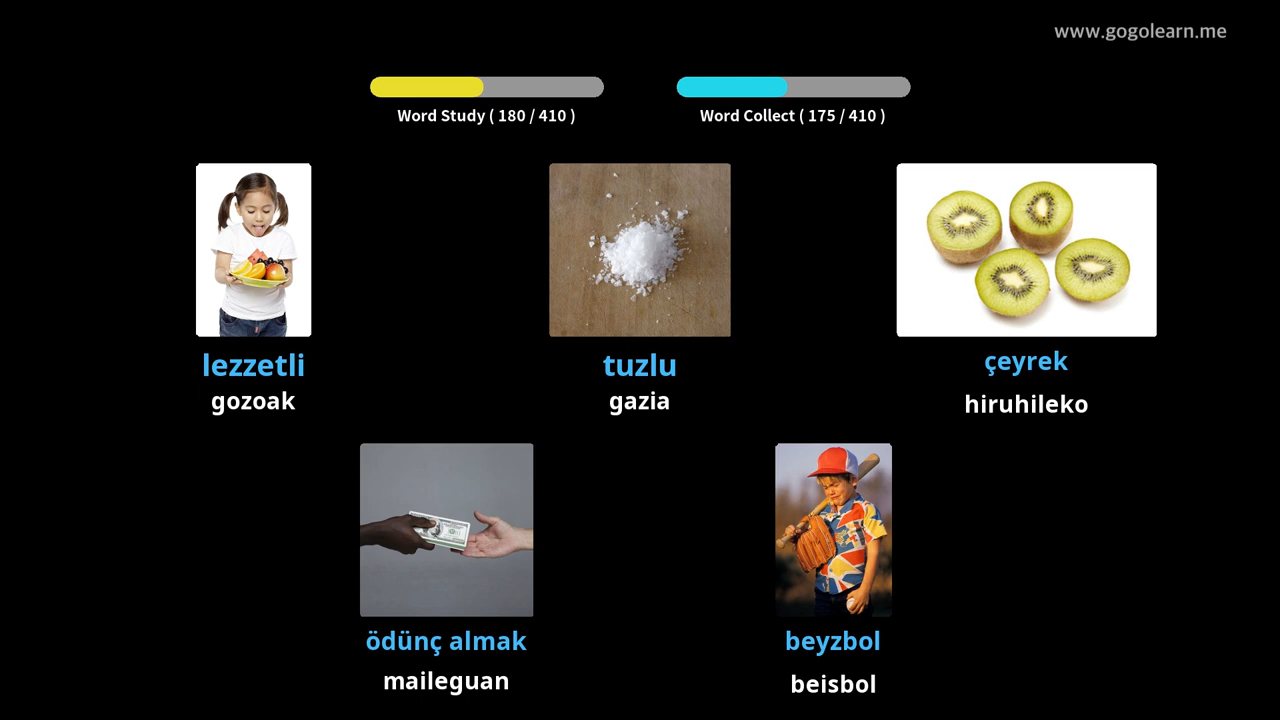 www.gogolearn.me
Word Study ( 180 / 410 )
Word Collect ( 175 / 410 )
lezzetli
gozoak
tuzlu
gazia
çeyrek
hiruhileko
ödünç almak
maileguan
beyzbol
beisbol